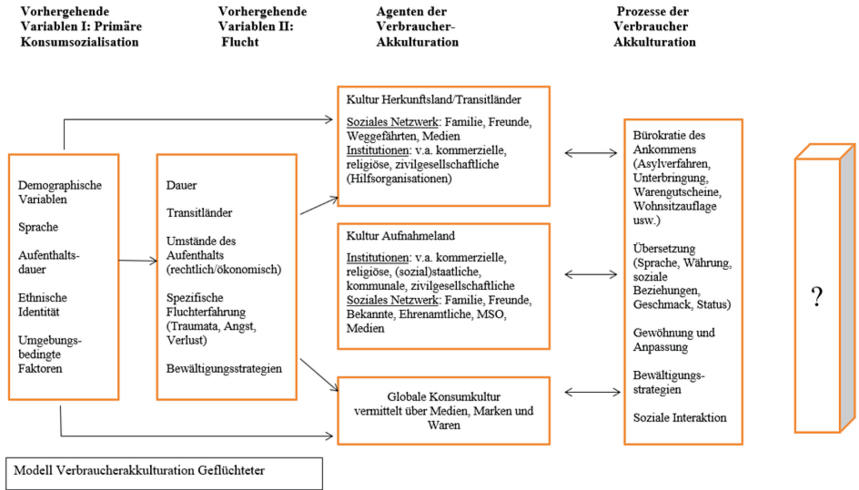 Vorhergehende
Variablen I: Primäre
Konsumsozialisation
Vorhergehende
Variablen II:
Flucht
Agenten der
Verbraucher-
Akkulturation
Prozesse der
Verbraucher
Akkulturation
Demographische
Variablen
Sprache
Aufenthalts-
dauer
Ethnische
Identität
Umgebungs-
bedingte
Faktoren
Dauer
Transitländer
Umstände des
Aufenthalts
(rechtlich/ökonomisch)
Spezifische
Fluchterfahrung
(Traumata, Angst,
Verlust)
Bewältigungsstrategien
Kultur Herkunftsland/Transitländer
Soziales Netzwerk: Familie, Freunde,
Weggefährten, Medien
Institutionen: v.a. kommerzielle,
religiöse, zivilgesellschaftliche
(Hilfsorganisationen)
Kultur Aufnahmeland
Institutionen: v.a. kommerzielle,
religiöse, (sozial)staatliche,
kommunale, zivilgesellschaftliche
Soziales Netzwerk: Familie, Freunde,
Bekannte, Ehrenamtliche, MSO,
Medien
Globale Konsumkultur
vermittelt über Medien, Marken und
Waren
Bürokratie des
Ankommens
(Asylverfahren,
Unterbringung,
Warengutscheine,
Wohnsitzauflage
usw.)
Übersetzung
(Sprache, Währung,
soziale
Beziehungen,
Geschmack, Status)
Gewöhnung und
Anpassung
Bewältigungs-
strategien
Soziale Interaktion
?
Modell Verbraucherakkulturation Geflüchteter